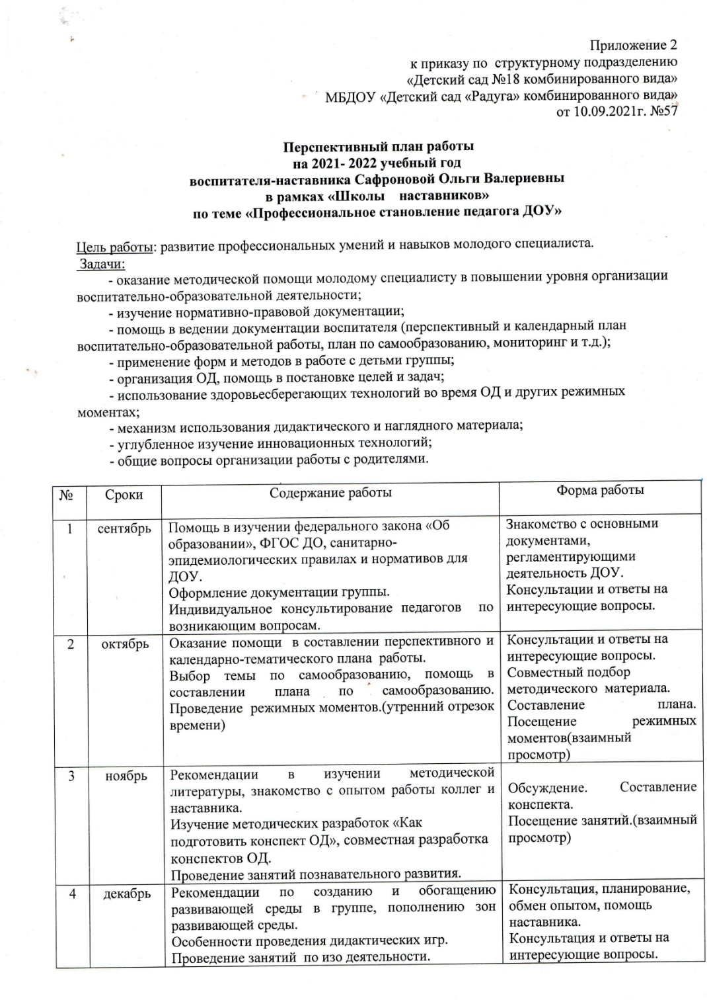 Приложение 2
к приказу по структурному подразделению
«Детский сад №18 комбинированного вида»
МБДОУ «Детский сад «Радуга» комбинированного вида»
от 10.09.2021г. №57
Перспективный план работы
на 2021- 2022 учебный год
воспитателя-наставника Сафроновой Ольги Валериевны
в рамках «Школы наставников»
по теме «Профессиональное становление педагога ДОУ»
Цель работы: развитие профессиональных умений и навыков молодого специалиста.
Задачи:
- оказание методической помощи молодому специалисту в повышении уровня организации
воспитательно-образовательной деятельности;
- изучение нормативно-правовой документации;
- помощь в ведении документации воспитателя (перспективный и календарный план
воспитательно-образовательной работы, план по самообразованию, мониторинг и т.д.);
- применение форм и методов в работе с детьми группы;
- организация ОД, помощь в постановке целей и задач;
- использование здоровьесберегающих технологий во время ОД и других режимных
моментах;
- механизм использования дидактического и наглядного материала;
- углубленное изучение инновационных технологий;
- общие вопросы организации работы с родителями.
№ Сроки Содержание работы Форма работы
1 сентябрь
Помощь в изучении федерального закона «Об
образовании», ФГОС ДО, санитарно-
эпидемиологических правилах и нормативов для
ДОУ.
Оформление документации группы.
Индивидуальное консультирование педагогов по
возникающим вопросам.
Знакомство с основными
документами,
регламентирующими
деятельность ДОУ.
Консультации и ответы на
интересующие вопросы.
2 октябрь
Оказание помощи в составлении перспективного и
календарно-тематического плана работы.
Выбор темы по самообразованию, помощь в
составлении плана по самообразованию.
Проведение режимных моментов.(утренний отрезок
времени)
Консультации и ответы на
интересующие вопросы.
Совместный подбор
методического материала.
Составление плана.
Посещение режимных
моментов(взаимный
просмотр)
3 ноябрь
Рекомендации в изучении методической
литературы, знакомство с опытом работы коллег и
наставника.
Изучение методических разработок «Как
подготовить конспект ОД», совместная разработка
конспектов ОД.
Проведение занятий познавательного развития.
Обсуждение. Составление
конспекта.
Посещение занятий.(взаимный
просмотр)
4 декабрь
Рекомендации по созданию и обогащению
развивающей среды в группе, пополнению зон
развивающей среды.
Особенности проведения дидактических игр.
Проведение занятий по изо деятельности.
Консультация, планирование,
обмен опытом, помощь
наставника.
Консультация и ответы на
интересующие вопросы.